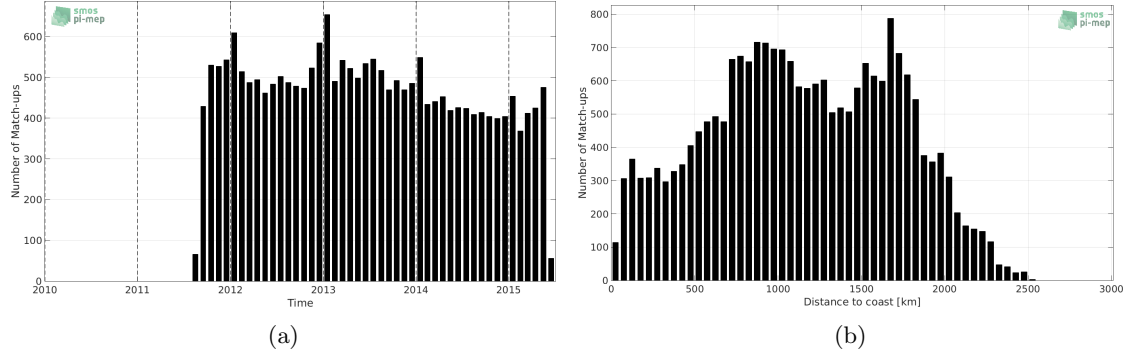 smos
pi-mep
Number of Match-ups
600
500
400
300
200
100
0
2010
2011
2012
2013
2014
2015
Time
(a)
smos
pi-mep
Number of Match-ups
800
700
600
500
400
300
200
100
0
0
500
1000
1500
2000
2500
3000
Distance to coast [km]
(b)